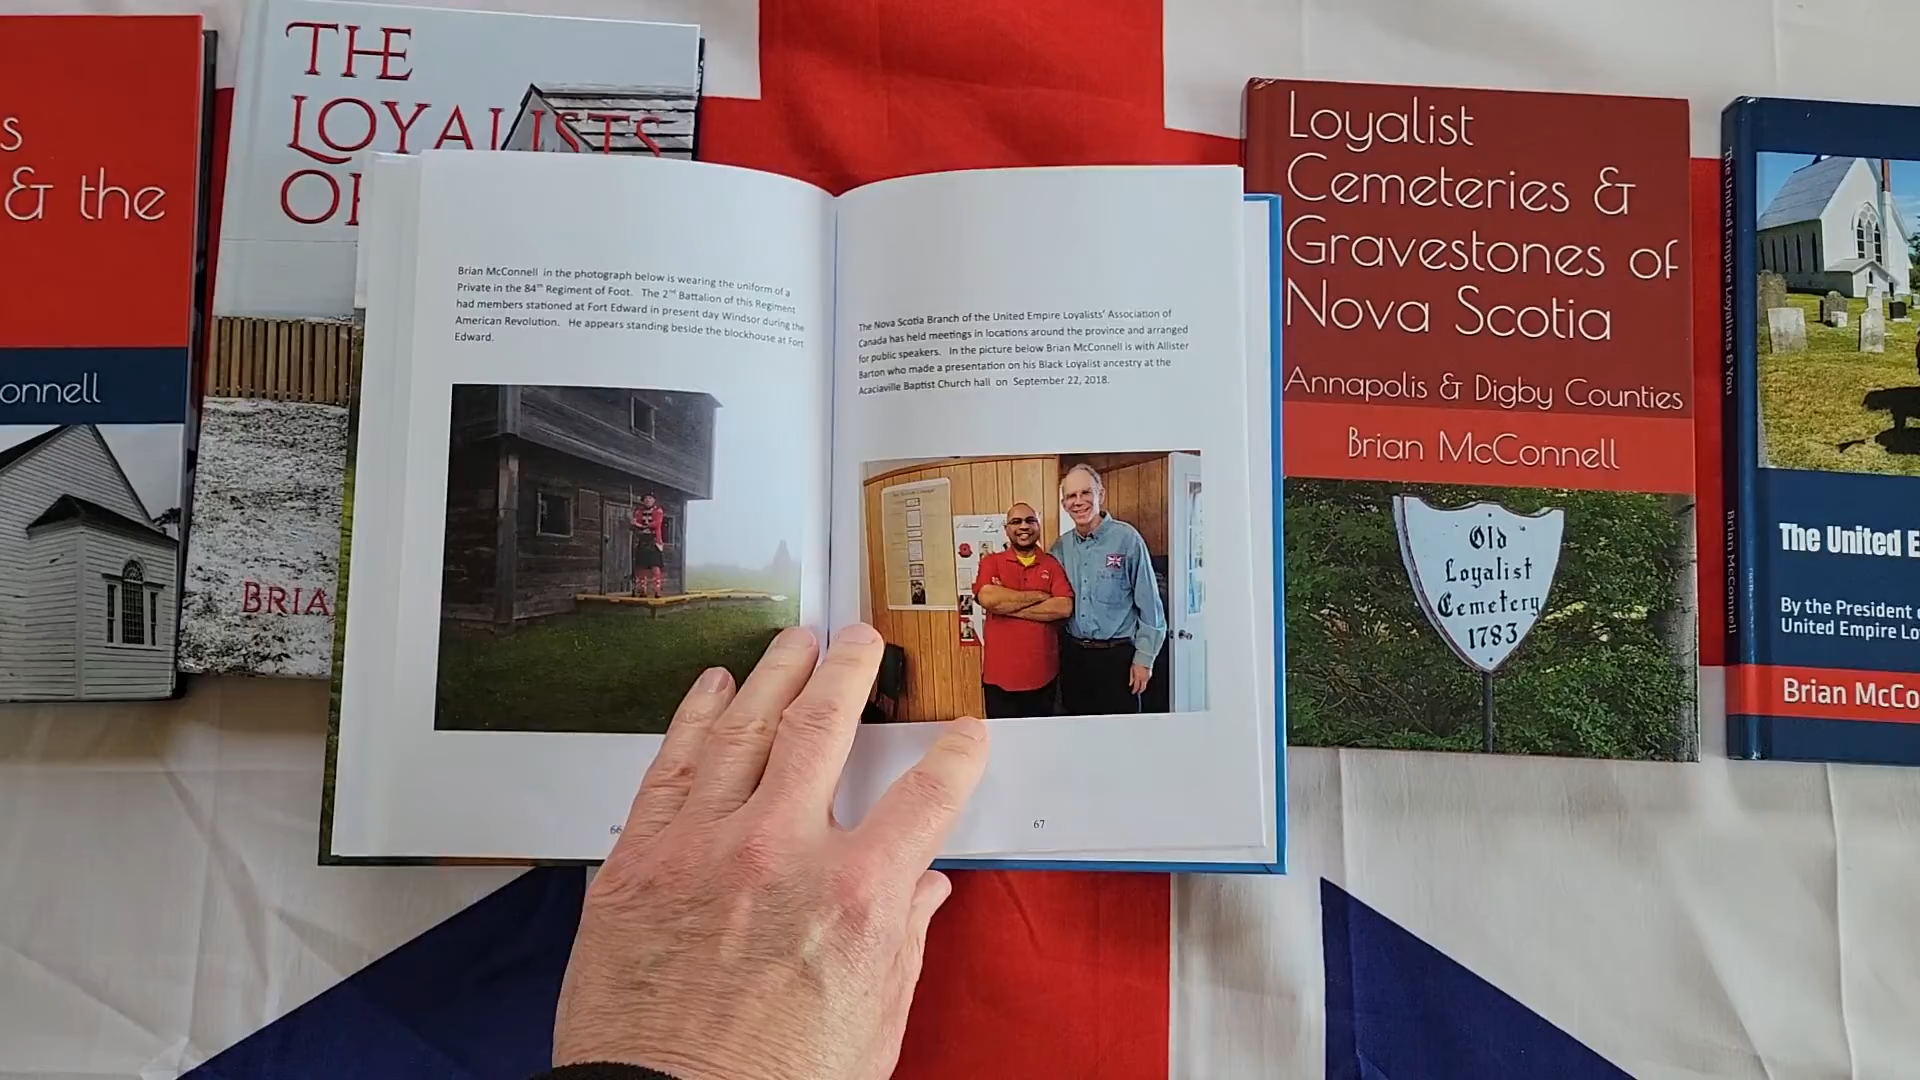 s
& the
onnell
THE
LOYALISTS
OF
BRIA
Brian McConnell in the photograph below is wearing the uniform of a
Private in the 84th Regiment of Foot. The 2nd Battalion of this Regiment
had members stationed at Fort Edward in present day Windsor during the
American Revolution. He appears standing beside the blockhouse at Fort
Edward.
66
The Nova Scotia Branch of the United Empire Loyalists' Association of
Canada has held meetings in locations around the province and arranged
for public speakers. In the picture below Brian McConnell is with Allister
Barton who made a presentation on his Black Loyalist ancestry at the
Acaciaville Baptist Church hall on September 22, 2018.
67
Loyalist
Cemeteries &
Gravestones of
Nova Scotia
Annapolis & Digby Counties
Brian McConnell
Old
Loyalist
Cemetery
1783
The United Empire Loyalists & You
Brian McConnell
The United E
By the President
United Empire Lo
Brian McCo